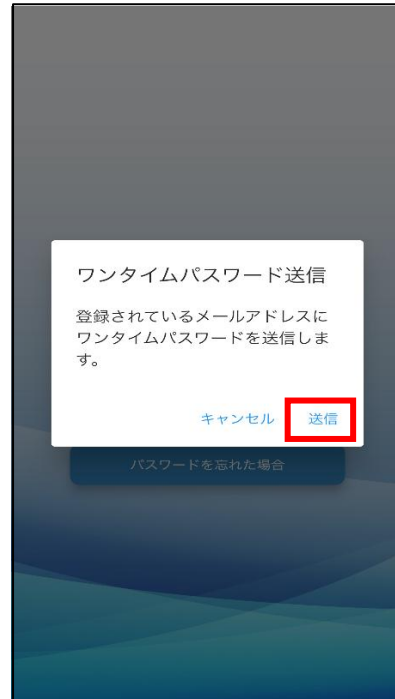 ワンタイムパスワード送信
登録されているメールアドレスに
ワンタイムパスワードを送信しま
す。
キャンセル 送信
パスワードを忘れた場合